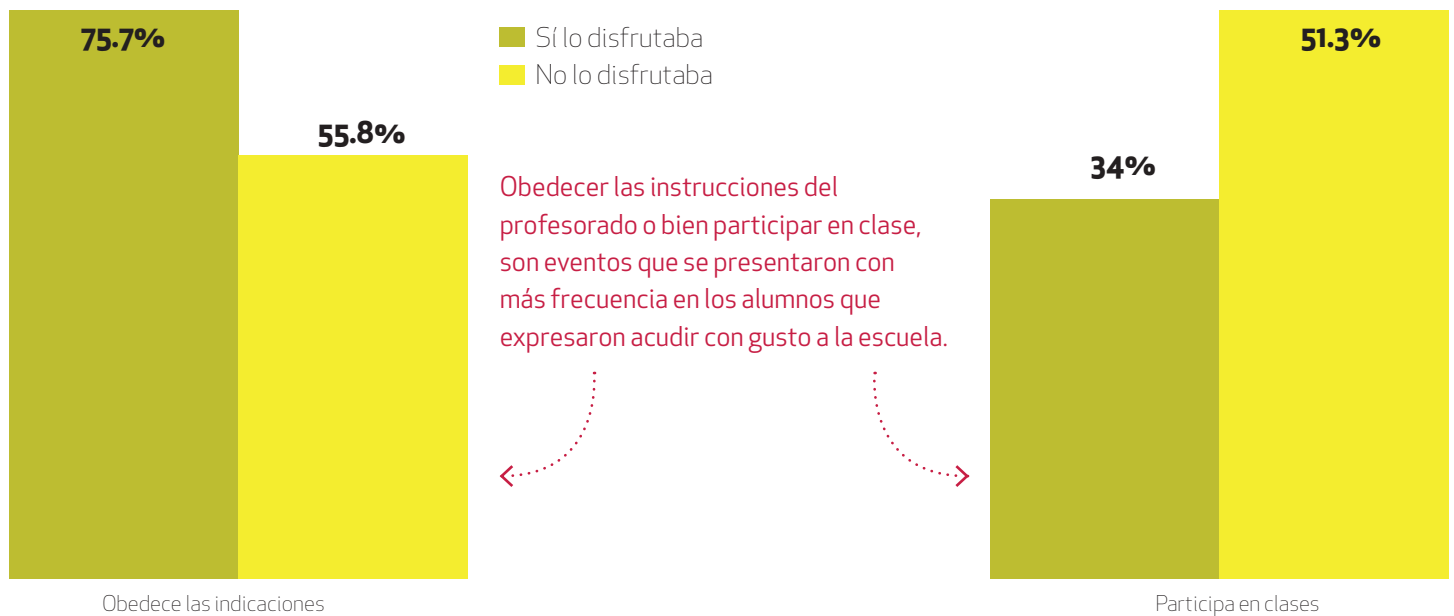 75.7%
55.8%
Sí lo disfrutaba
No lo disfrutaba
Obedecer las instrucciones del
profesorado o bien participar en clase,
son eventos que se presentaron con
más frecuencia en los alumnos que
expresaron acudir con gusto a la escuela.
34%
51.3%
Obedece las indicaciones
Participa en clases